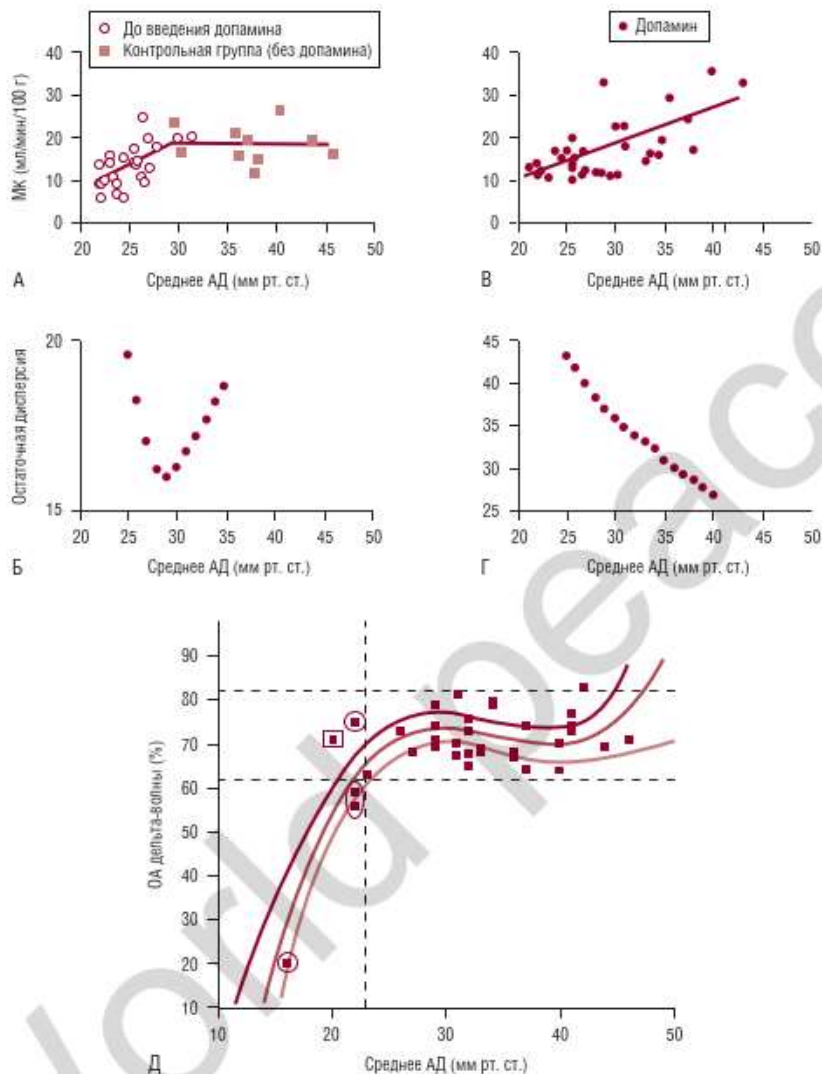 До введения допамина
Контрольная группа (без допамина)
МК (мл/мин/100 г)
40
30
20
10
0
20 25 30 35 40 45 50
Среднее АД (мм рт. ст.)
А
Допамин
40
30
20
10
0
20 25 30 35 40 45 50
Среднее АД (мм рт. ст.)
В
Остаточная дисперсия
20
15
20 25 30 35 40 45 50
Среднее АД (мм рт. ст.)
Б
45
40
35
30
25
20 25 30 35 40 45 50
Среднее АД (мм рт. ст.)
Г
ОА дельта-волны (%)
90
80
70
60
50
40
30
20
10
10 20 30 40 50
Среднее АД (мм рт. ст.)
Д
world peace